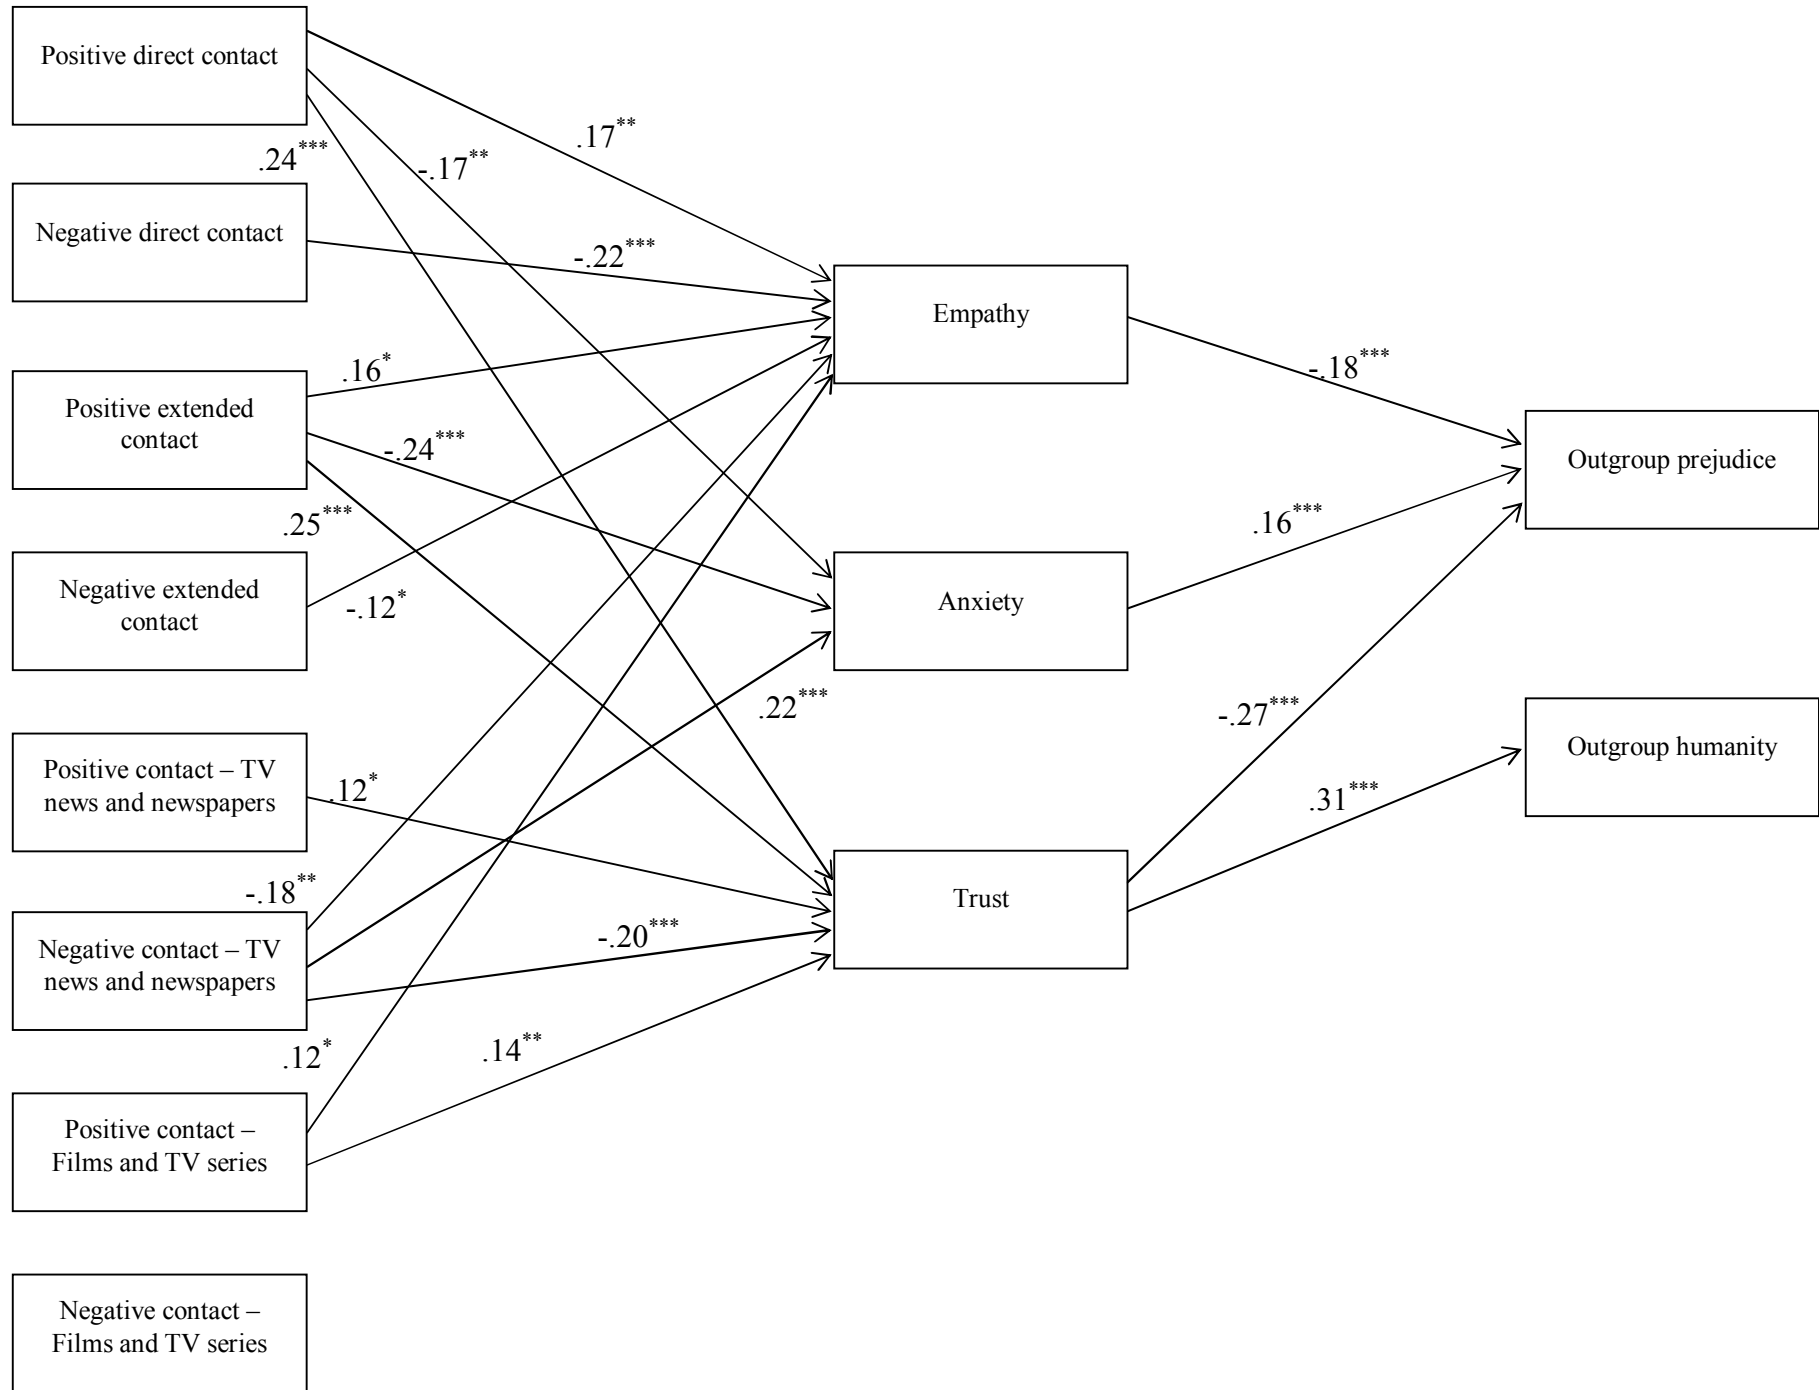 Positive direct contact
.17**
.24***
-.17**
Negative direct contact
-.22***
Empathy
.16*
-.18***
Positive extended
contact
-.24***
Outgroup prejudice
.25***
.16***
Negative extended
contact
-.12*
Anxiety
.22***
-.27***
Outgroup humanity
Positive contact – TV
news and newspapers
.12*
.31***
-.18**
Trust
Negative contact – TV
news and newspapers
-.20***
.12*
.14**
Positive contact –
Films and TV series
Negative contact –
Films and TV series